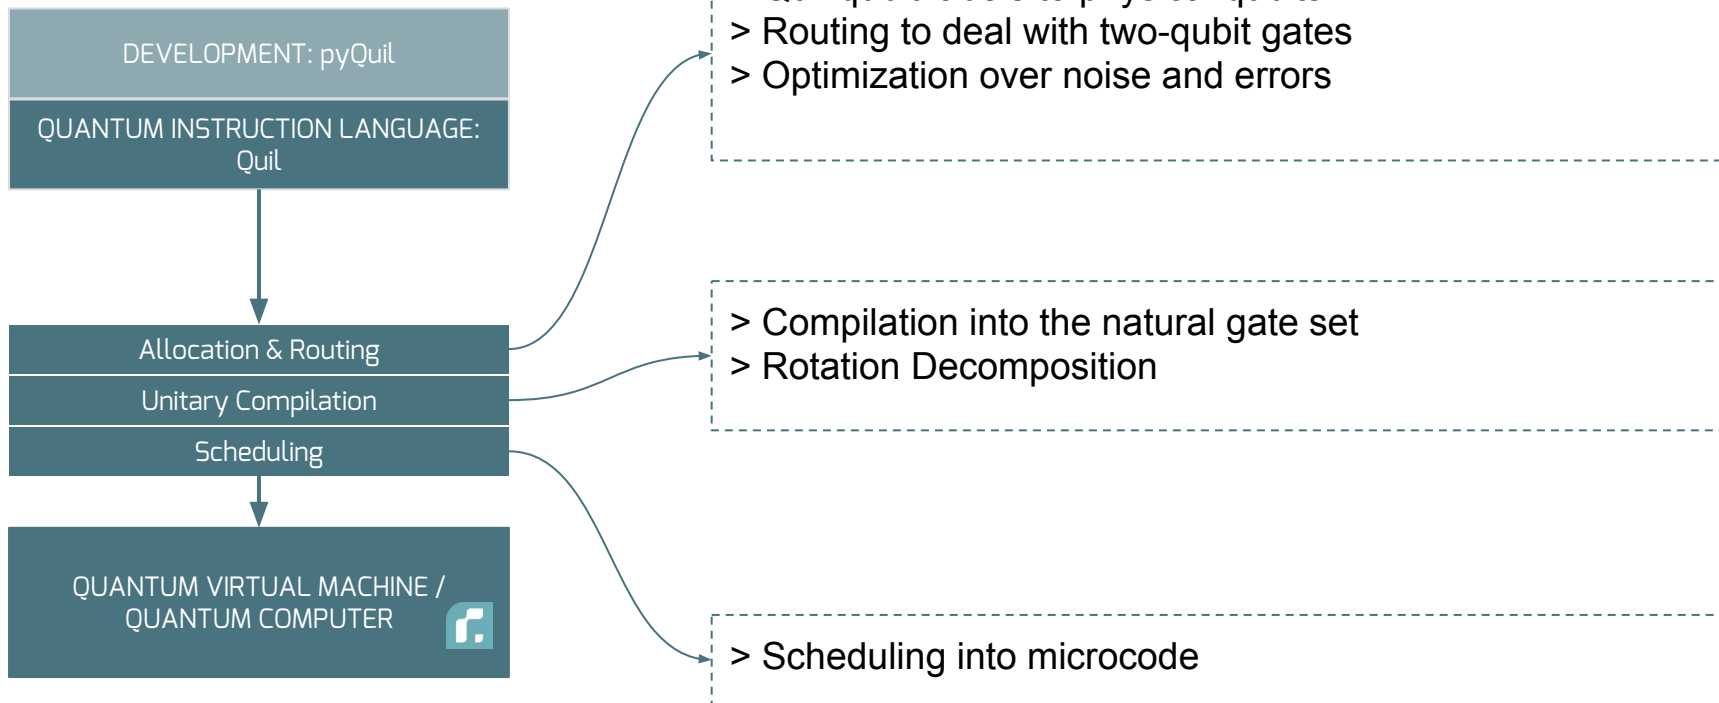 DEVELOPMENT: pyQuil
QUANTUM INSTRUCTION LANGUAGE:
Quil
Allocation & Routing
Unitary Compilation
Scheduling
QUANTUM VIRTUAL MACHINE /
QUANTUM COMPUTER
r.
> Routing to deal with two-qubit gates
> Optimization over noise and errors
> Compilation into the natural gate set
> Rotation Decomposition
> Scheduling into microcode